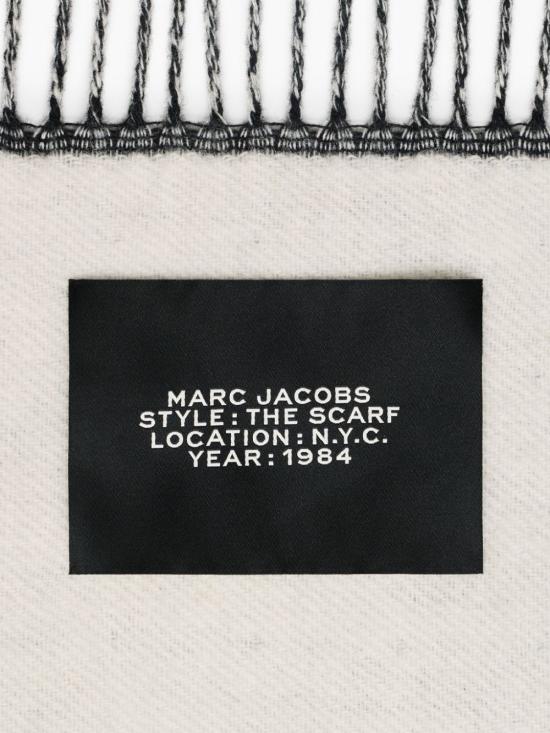 MARC JACOBS
STYLE : THE SCARF
LOCATION : N.Y.C.
YEAR : 1984